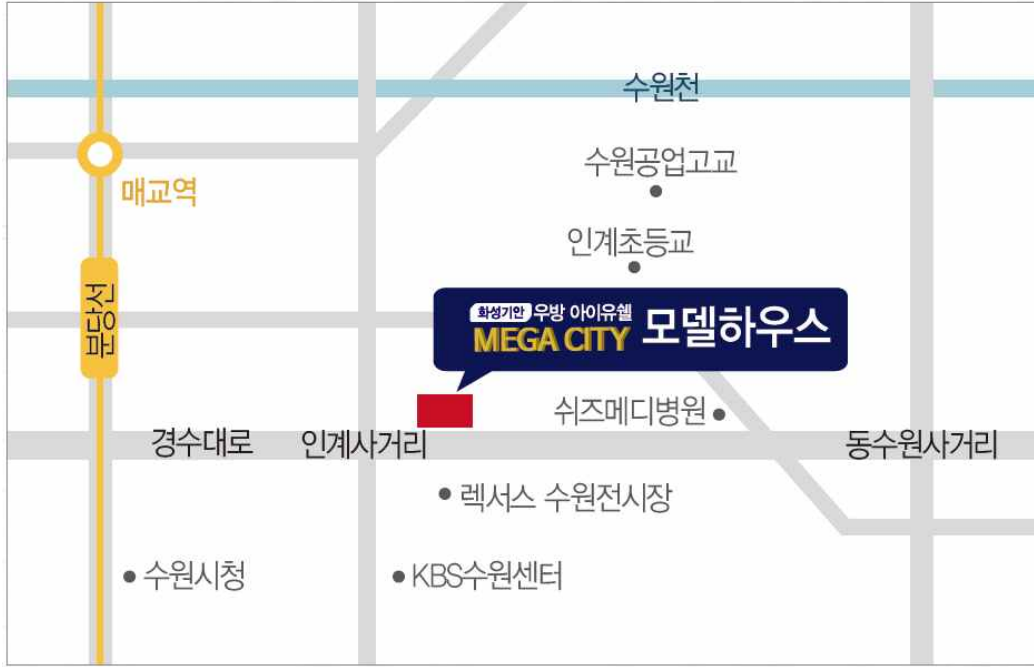 수원천
수원공업고교
매교역
인계초등교
분당선
화성기안 우방 아이유쉘
MEGA CITY 모델하우스
쉬즈메디병원
경수대로
인계사거리
동수원사거리
렉서스 수원전시장
수원시청
KBS수원센터